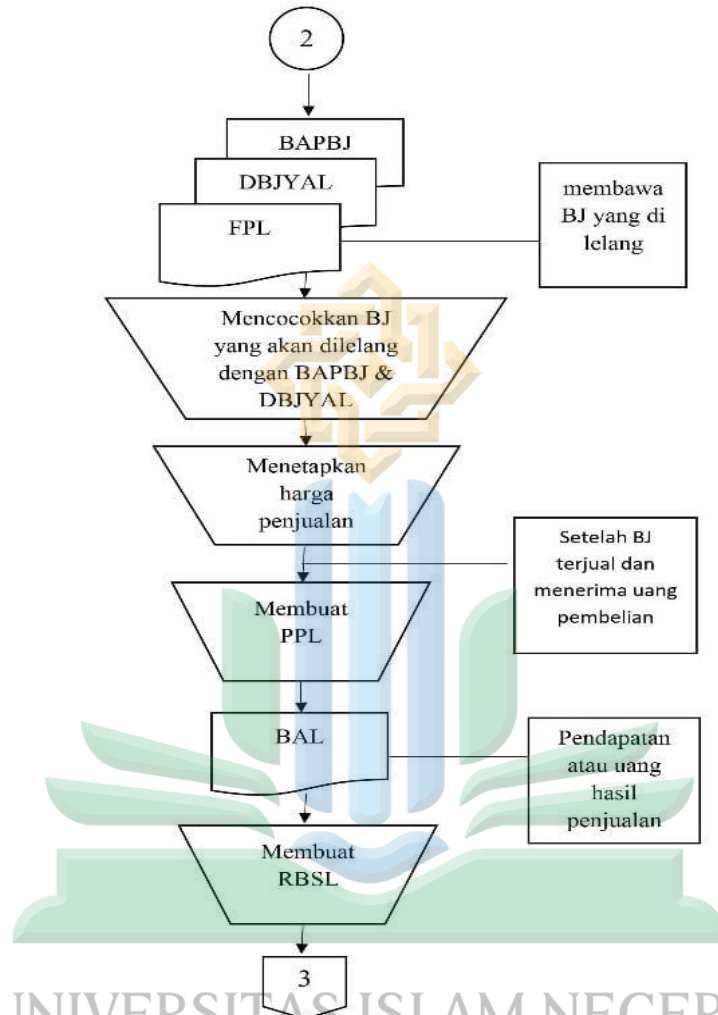 2
BAPBJ
DBJYAL
FPL
membawa
BJ yang di
lelang
Mencocokkan BJ
yang akan dilelang
dengan BAPBJ &
DBJYAL
Menetapkan
harga
penjualan
Setelah BJ
terjual dan
menerima uang
pembelian
Membuat
PPL
BAL
Pendapatan
atau uang
hasil
penjualan
Membuat
RBSL
3
UNIVERSITAS ISLAM NEGERI